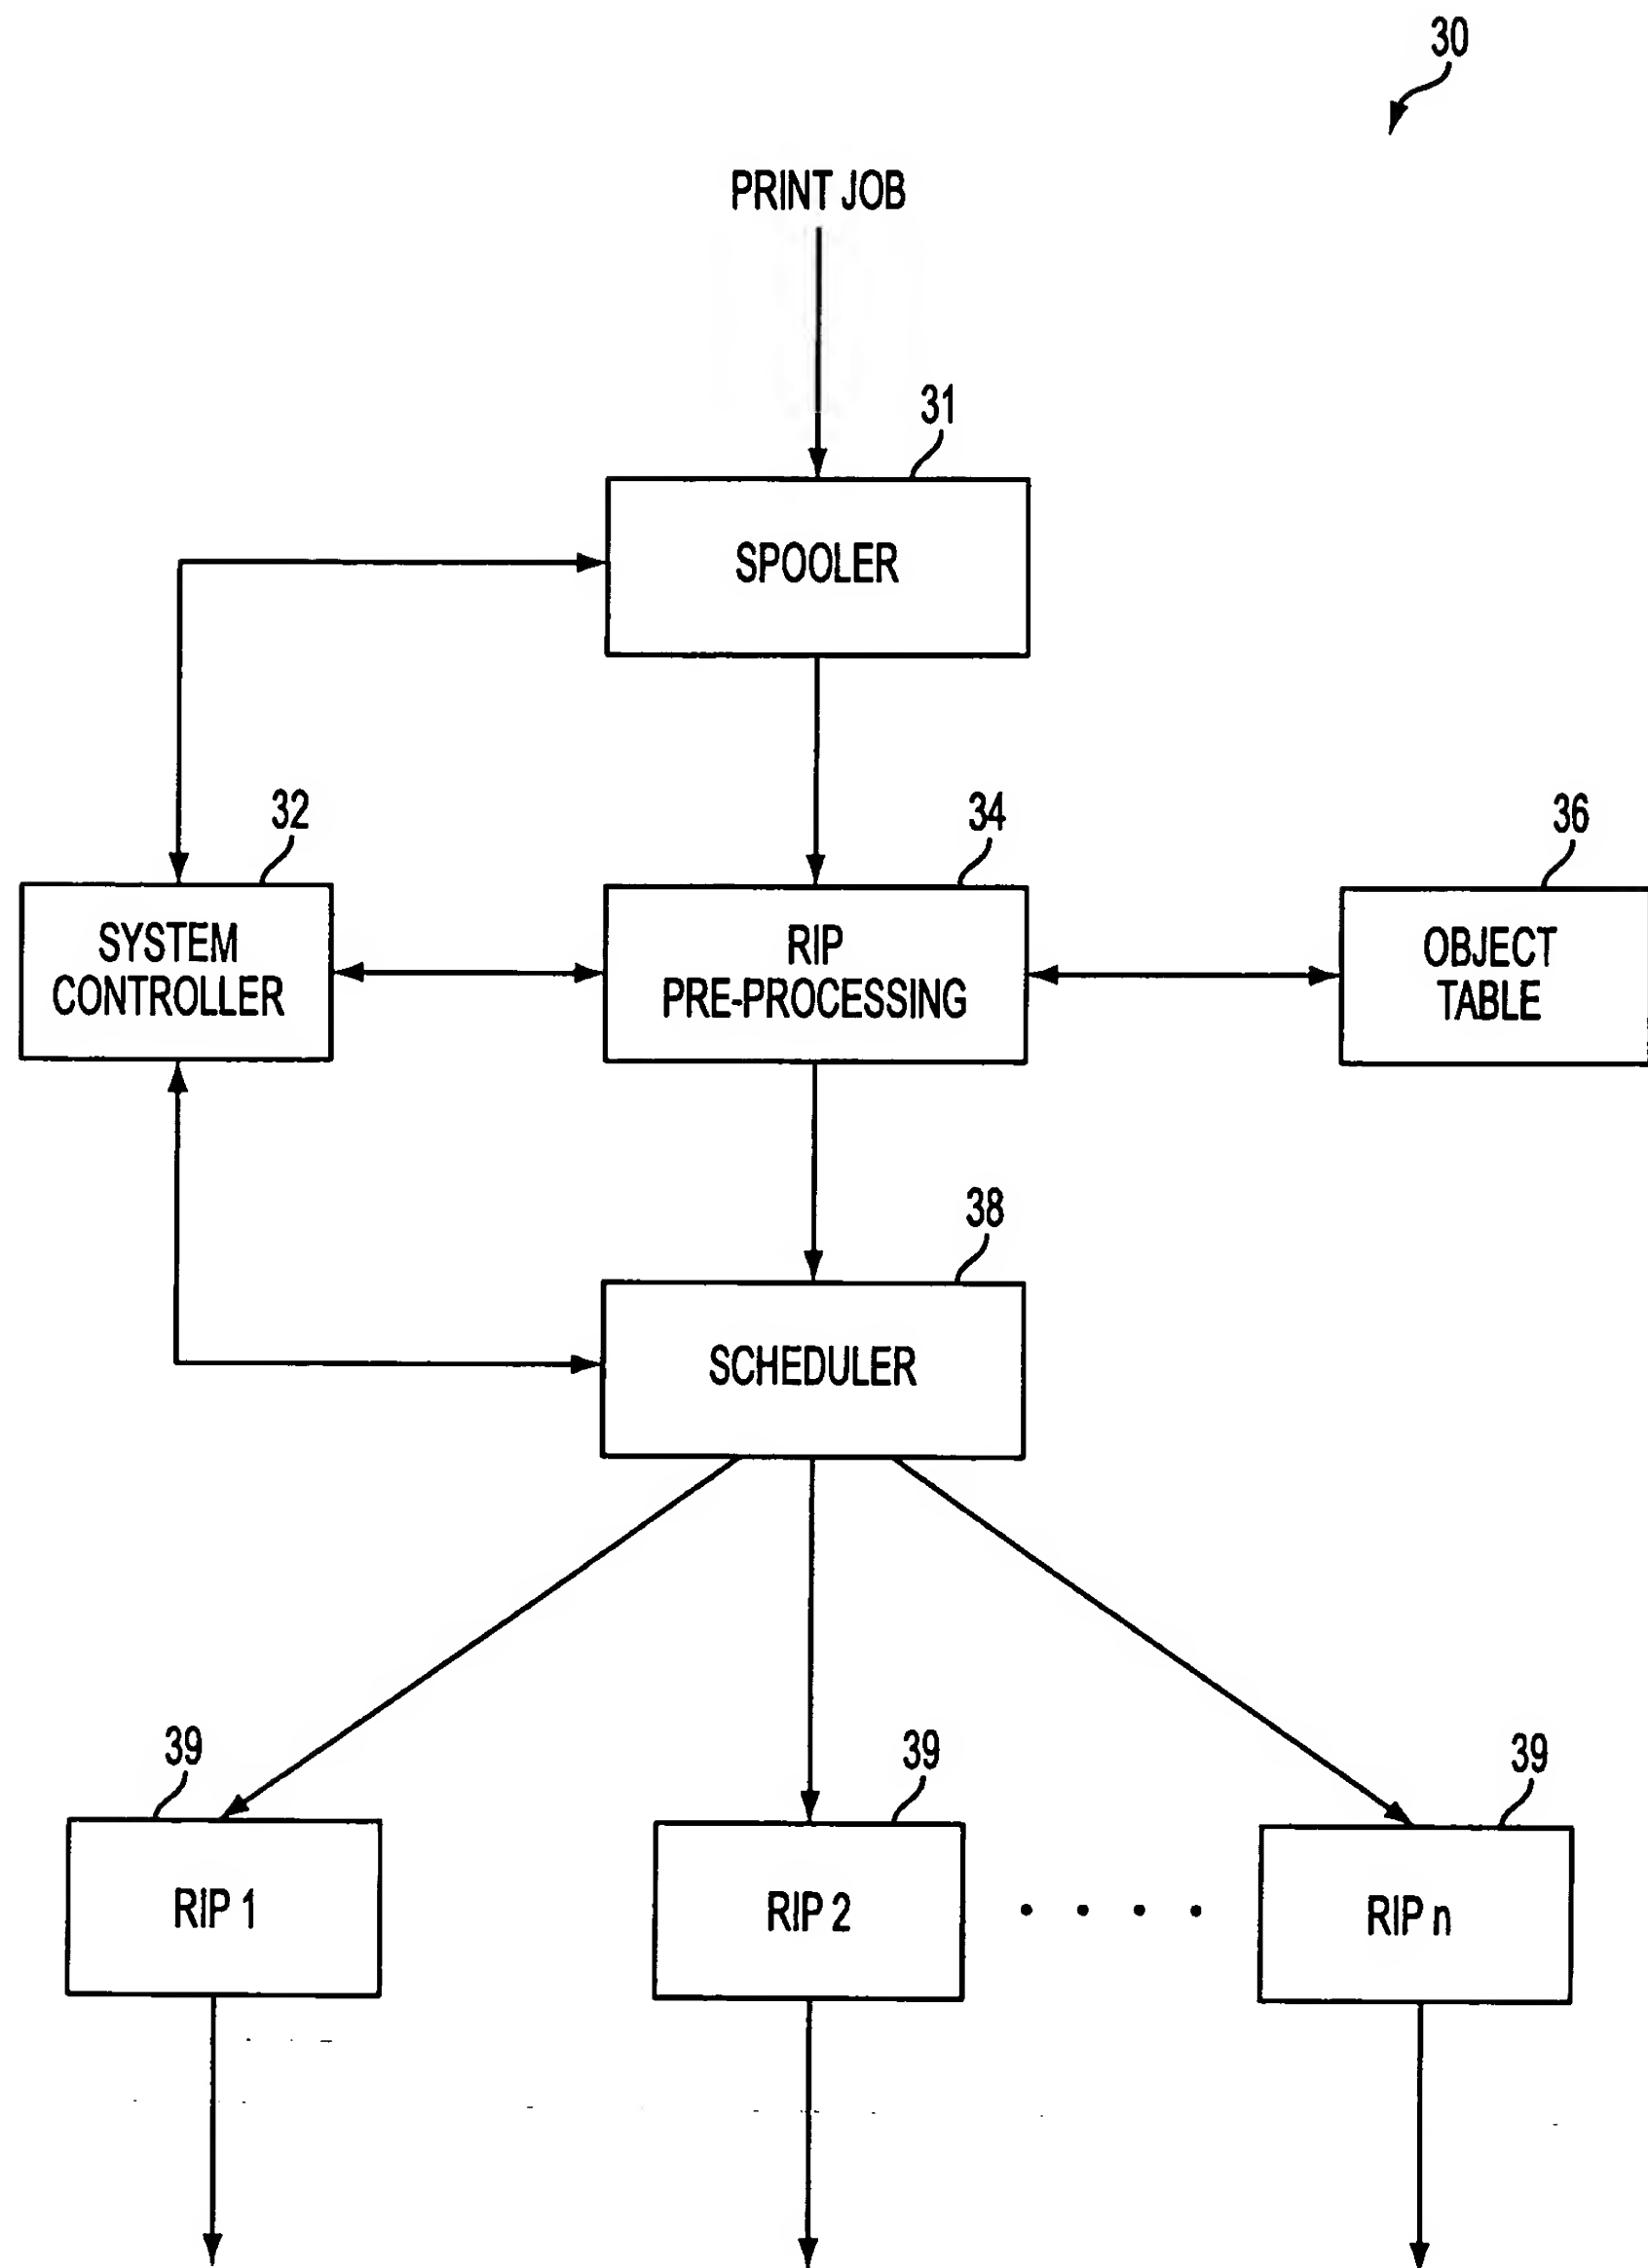 30
PRINT JOB
31
SPOOLER
32
SYSTEM
CONTROLLER
34
RIP
PRE-PROCESSING
36
OBJECT
TABLE
38
SCHEDULER
39
RIP 1
39
RIP 2
39
RIP n